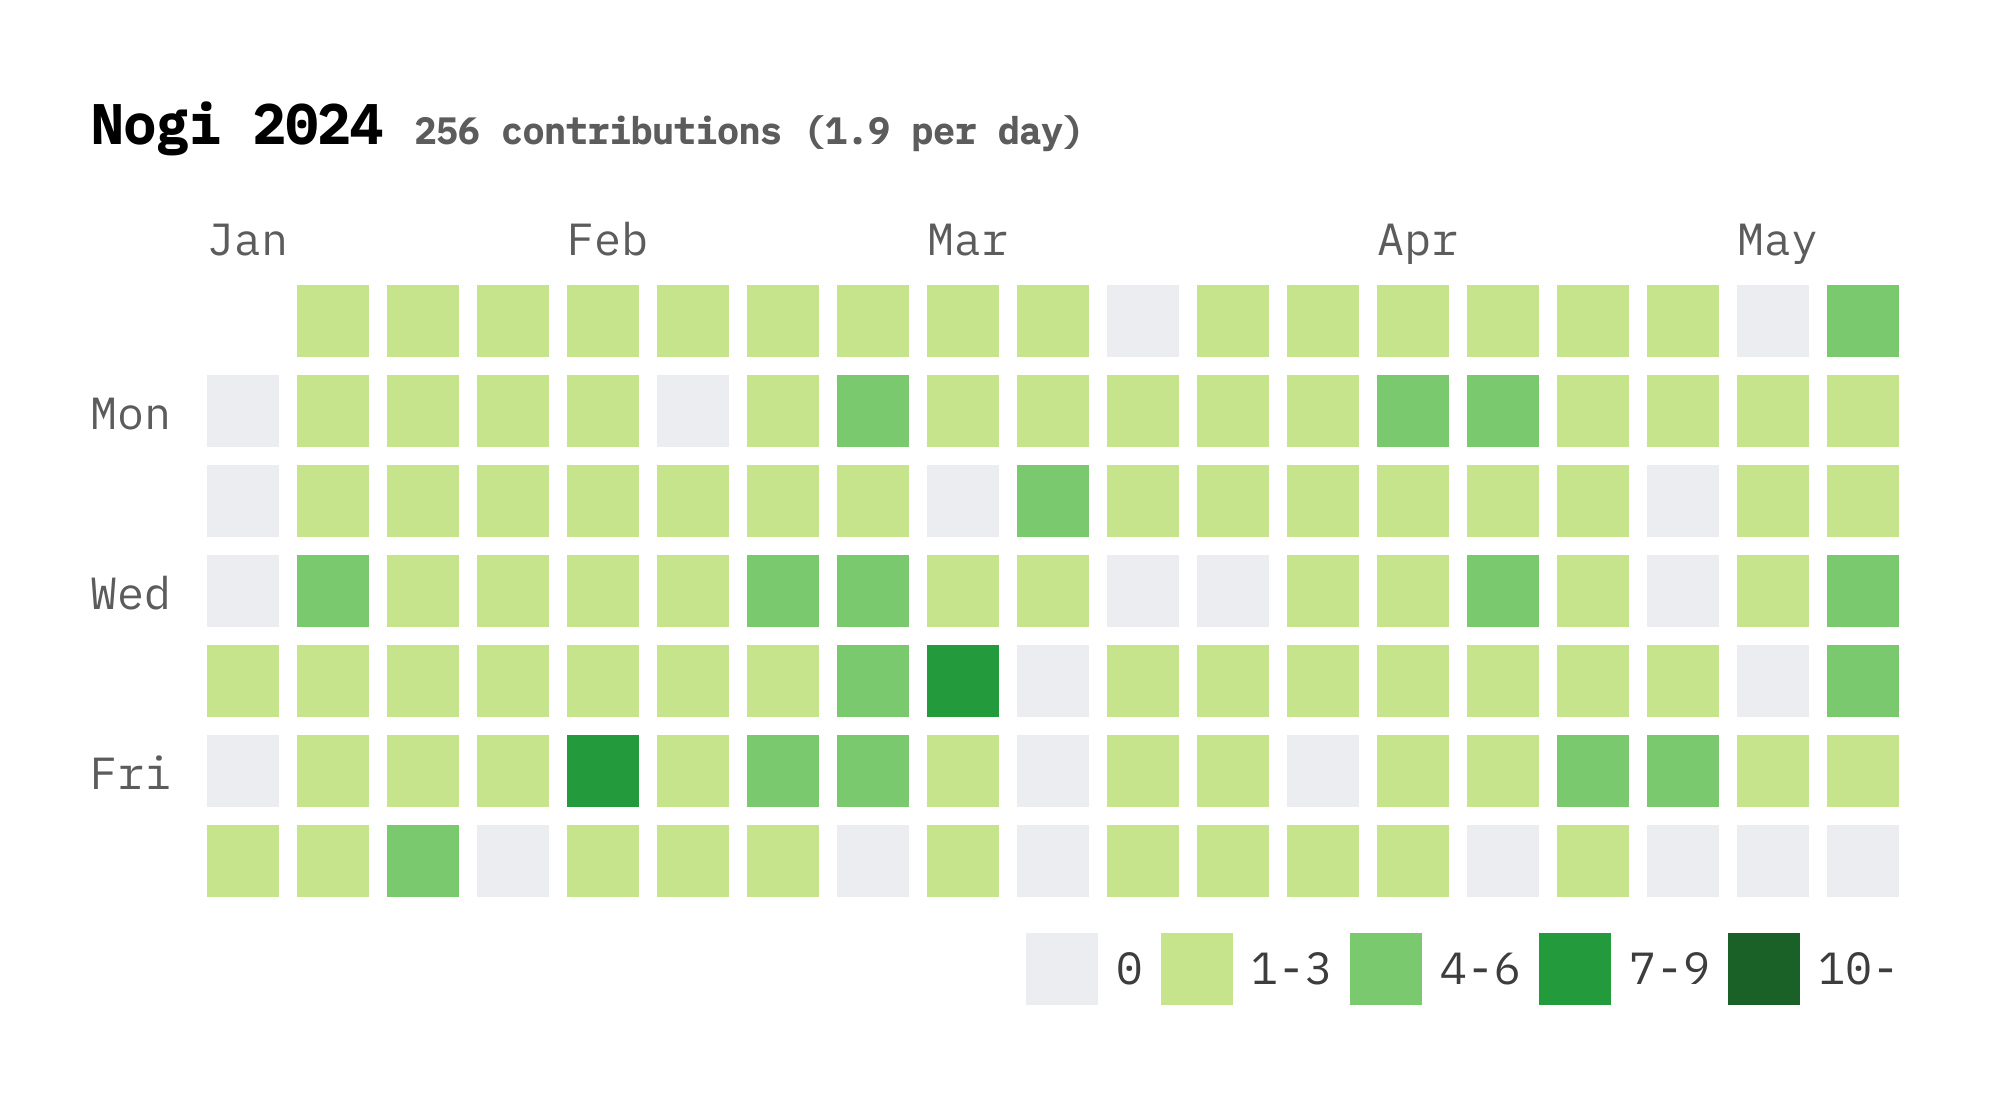 Nogi 2024 256 contributions (1.9 per day)
Jan Feb Mar Apr May
Mon
Wed
Fri
0 1-3 4-6 7-9 10-